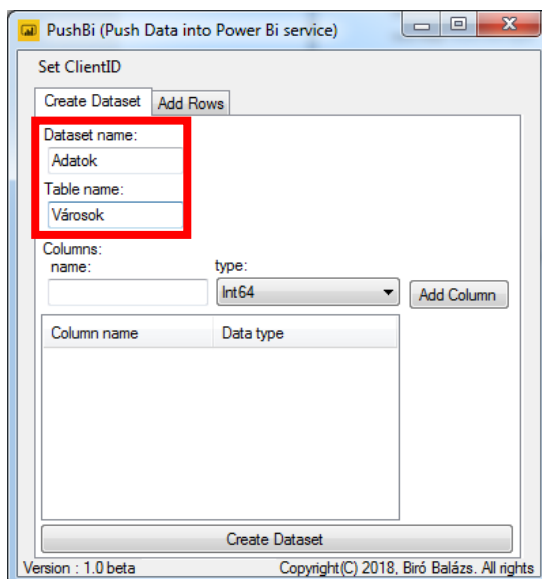 PushBi (Push Data into Power Bi service)
Set ClientID
Create Dataset Add Rows
Dataset name:
Adatok
Table name:
Városok
Columns:
name: type:
Int64 Add Column
Column name Data type
Create Dataset
Version : 1.0 beta Copyright(C) 2018, Biró Balázs. All rights